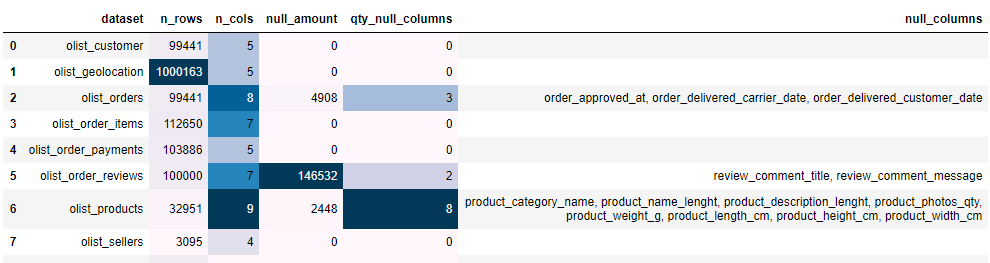 dataset n_rows n_cols null_amount qty_null_columns null_columns
0 olist_customer 99441 5 0 0
1 olist_geolocation 1000163 5 0 0
2 olist_orders 99441 8 4908 3 order_approved_at, order_delivered_carrier_date, order_delivered_customer_date
3 olist_order_items 112650 7 0 0
4 olist_order_payments 103886 5 0 0
5 olist_order_reviews 100000 7 146532 2 review_comment_title, review_comment_message
6 olist_products 32951 9 2448 8 product_category_name, product_name_lenght, product_description_lenght, product_photos_qty,
product_weight_g, product_length_cm, product_height_cm, product_width_cm
7 olist_sellers 3095 4 0 0